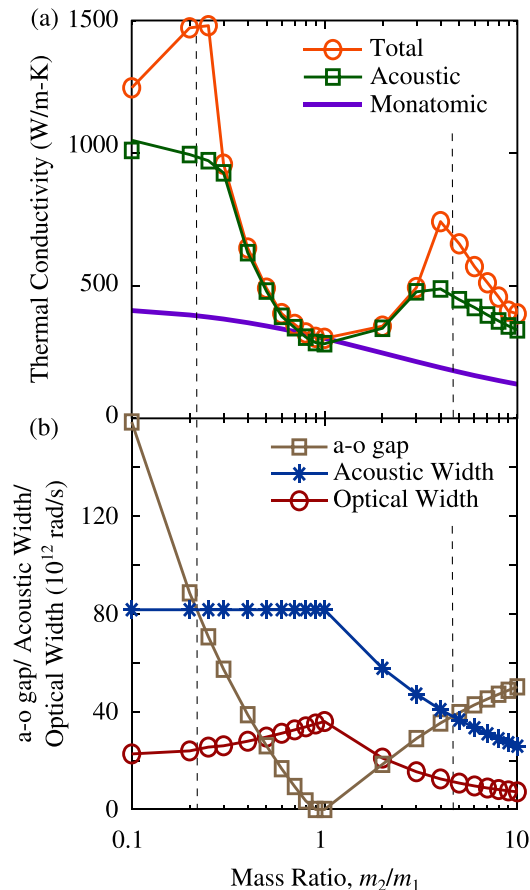 (a)
1500
1000
500
0
Thermal Conductivity (W/m-K)
Total
Acoustic
Monatomic
(b)
120
80
40
0
a-o gap/ Acoustic Width/
Optical Width (10¹² rad/s)
a-o gap
Acoustic Width
Optical Width
0.1
1
10
Mass Ratio, m₂/m₁